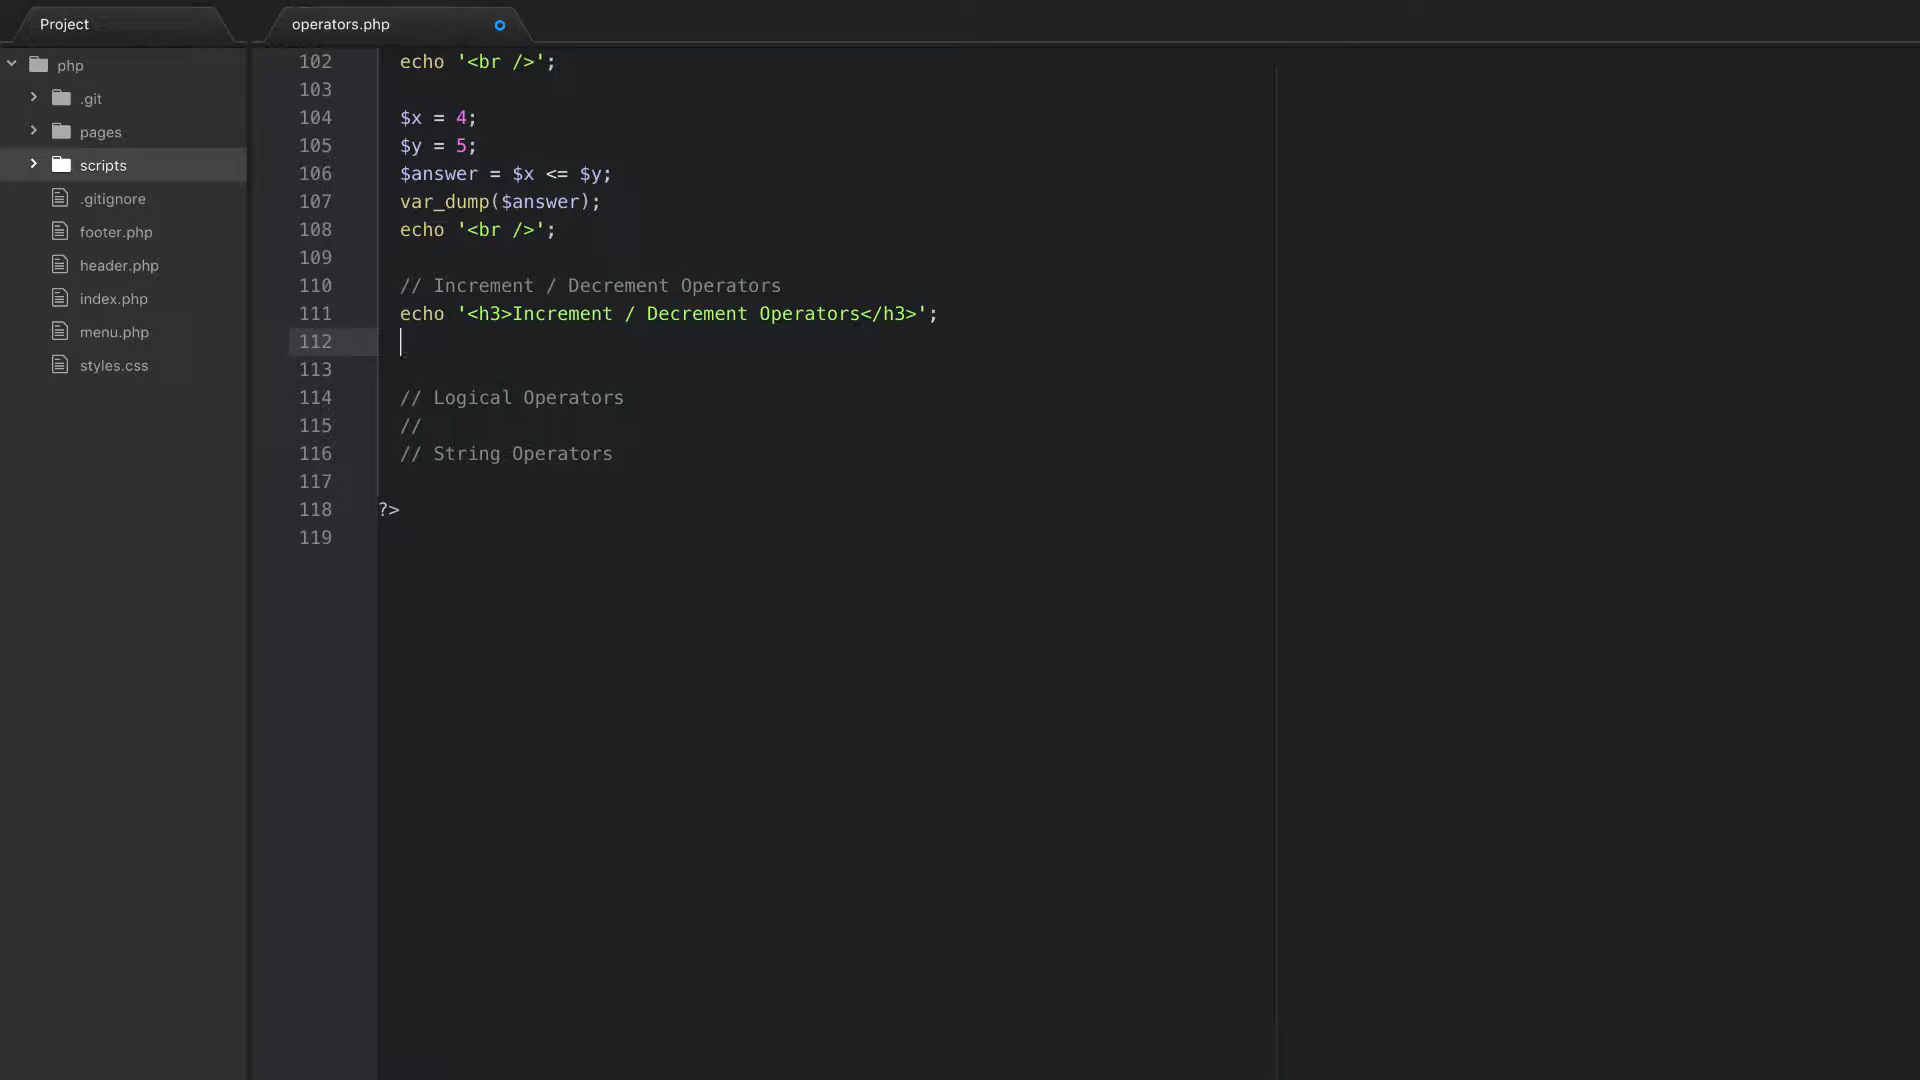 Project
operators.php
php
.git
pages
scripts
.gitignore
footer.php
header.php
index.php
menu.php
styles.css
102 echo '<br />';
103
104 $x = 4;
105 $y = 5;
106 $answer = $x <= $y;
107 var_dump($answer);
108 echo '<br />';
109
110 // Increment / Decrement Operators
111 echo '<h3>Increment / Decrement Operators</h3>';
112
113
114 // Logical Operators
115 //
116 // String Operators
117
118 ?>
119